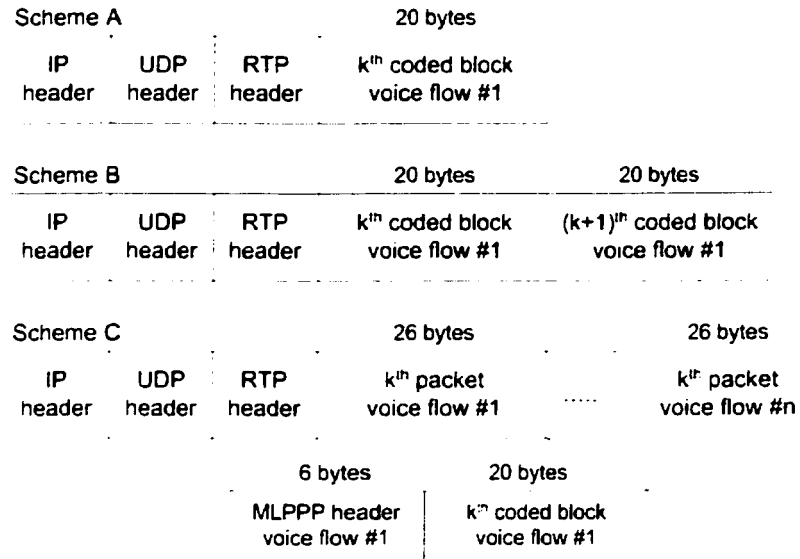 Scheme A 20 bytes
IP UDP RTP kth coded block
header header header voice flow #1
Scheme B 20 bytes 20 bytes
IP UDP RTP kth coded block (k+1)th coded block
header header header voice flow #1 voice flow #1
Scheme C 26 bytes 26 bytes
IP UDP RTP kth packet ..... kth packet
header header header voice flow #1 voice flow #n
6 bytes 20 bytes
MLPPP header kth coded block
voice flow #1 voice flow #1